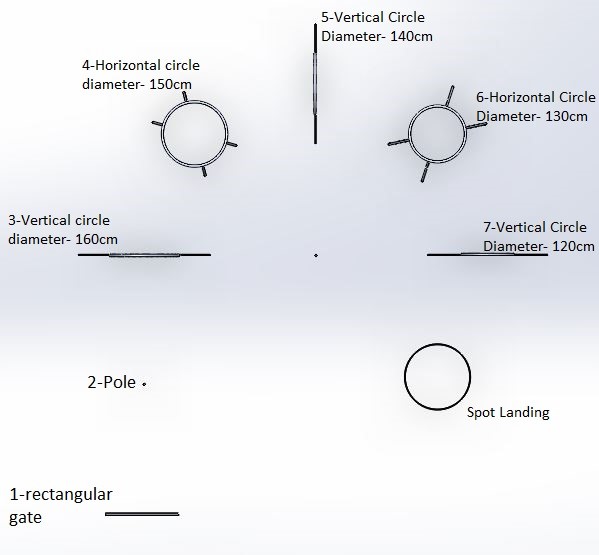 5-Vertical Circle
Diameter- 140cm
4-Horizontal circle
diameter- 150cm
6-Horizontal Circle
Diameter- 130cm
3-Vertical circle
diameter- 160cm
7-Vertical Circle
Diameter- 120cm
2-Pole
Spot Landing
1-rectangular
gate